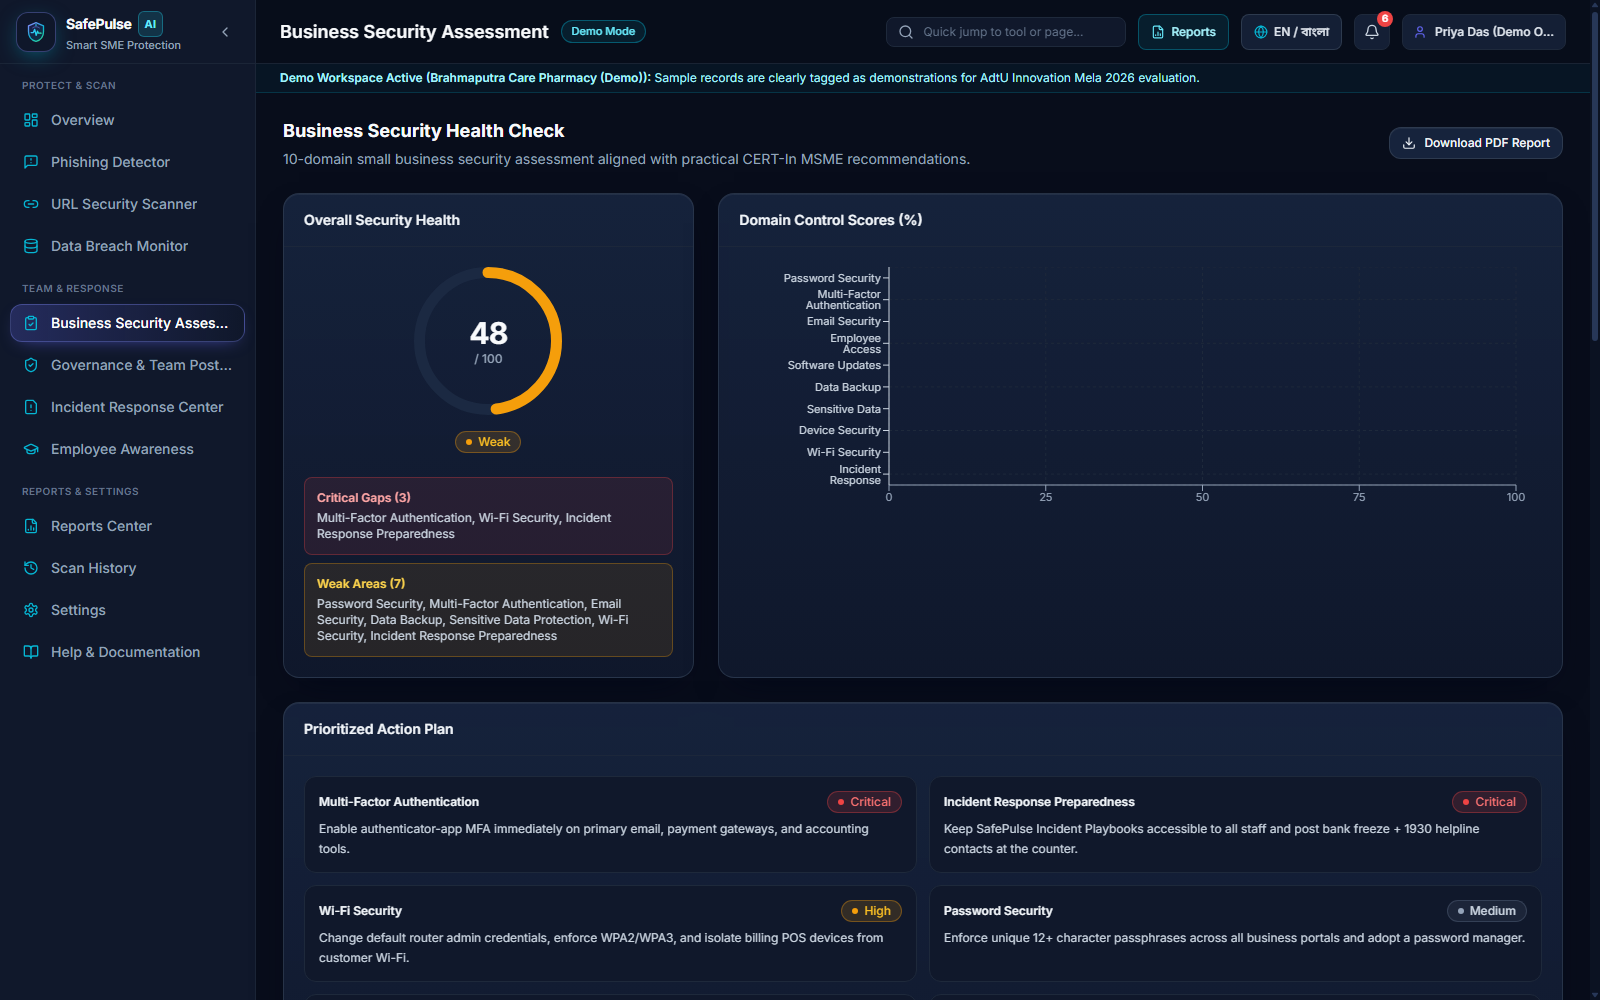 SafePulse AI
Smart SME Protection
PROTECT & SCAN
Overview
Phishing Detector
URL Security Scanner
Data Breach Monitor
TEAM & RESPONSE
Business Security Asses...
Governance & Team Post...
Incident Response Center
Employee Awareness
REPORTS & SETTINGS
Reports Center
Scan History
Settings
Help & Documentation
Business Security Assessment
Demo Mode
Quick jump to tool or page...
Reports
EN / বাংলা
6
Priya Das (Demo O...
Demo Workspace Active (Brahmaputra Care Pharmacy (Demo)): Sample records are clearly tagged as demonstrations for AdtU Innovation Mela 2026 evaluation.
Business Security Health Check
10-domain small business security assessment aligned with practical CERT-In MSME recommendations.
Download PDF Report
Overall Security Health
48
/ 100
Weak
Critical Gaps (3)
Multi-Factor Authentication, Wi-Fi Security, Incident
Response Preparedness
Weak Areas (7)
Password Security, Multi-Factor Authentication, Email
Security, Data Backup, Sensitive Data Protection, Wi-Fi
Security, Incident Response Preparedness
Domain Control Scores (%)
Password Security
Multi-Factor
Authentication
Email Security
Employee
Access
Software Updates
Data Backup
Sensitive Data
Device Security
Wi-Fi Security
Incident
Response
0 25 50 75 100
Prioritized Action Plan
Multi-Factor Authentication
Critical
Enable authenticator-app MFA immediately on primary email, payment gateways, and accounting
tools.
Incident Response Preparedness
Critical
Keep SafePulse Incident Playbooks accessible to all staff and post bank freeze + 1930 helpline
contacts at the counter.
Wi-Fi Security
High
Change default router admin credentials, enforce WPA2/WPA3, and isolate billing POS devices from
customer Wi-Fi.
Password Security
Medium
Enforce unique 12+ character passphrases across all business portals and adopt a password manager.